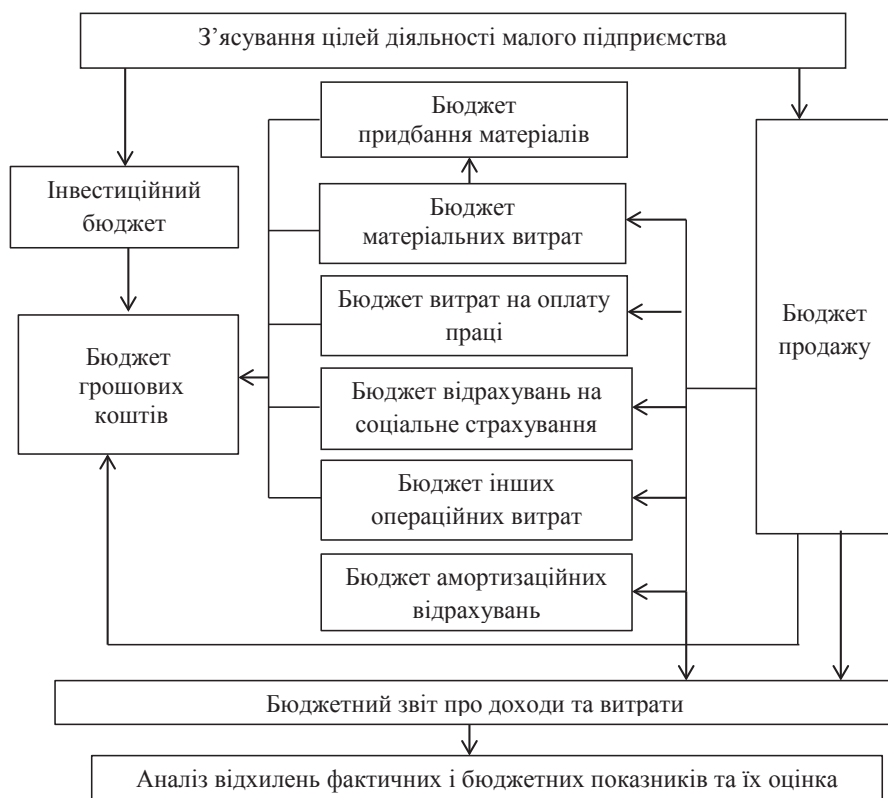 З’ясування цілей діяльності малого підприємства
Бюджет
придбання матеріалів
Інвестиційний
бюджет
Бюджет
матеріальних витрат
Бюджет витрат на оплату
праці
Бюджет
продажу
Бюджет
грошових
коштів
Бюджет відрахувань на
соціальне страхування
Бюджет інших
операційних витрат
Бюджет амортизаційних
відрахувань
Бюджетний звіт про доходи та витрати
Аналіз відхилень фактичних і бюджетних показників та їх оцінка